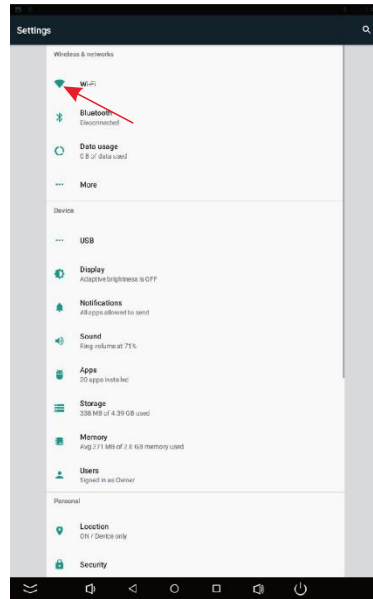 Settings
Wireless & networks
Wi-Fi
Bluetooth
Disconnected
Data usage
0 B of data used
More
Device
USB
Display
Adaptive brightness is OFF
Notifications
All apps allowed to send
Sound
Ring volume at 71%
Apps
20 apps installed
Storage
338 MB of 4.39 GB used
Memory
Avg 271 MB of 2.0 GB memory used
Users
Signed in as Owner
Personal
Location
ON / Device only
Security